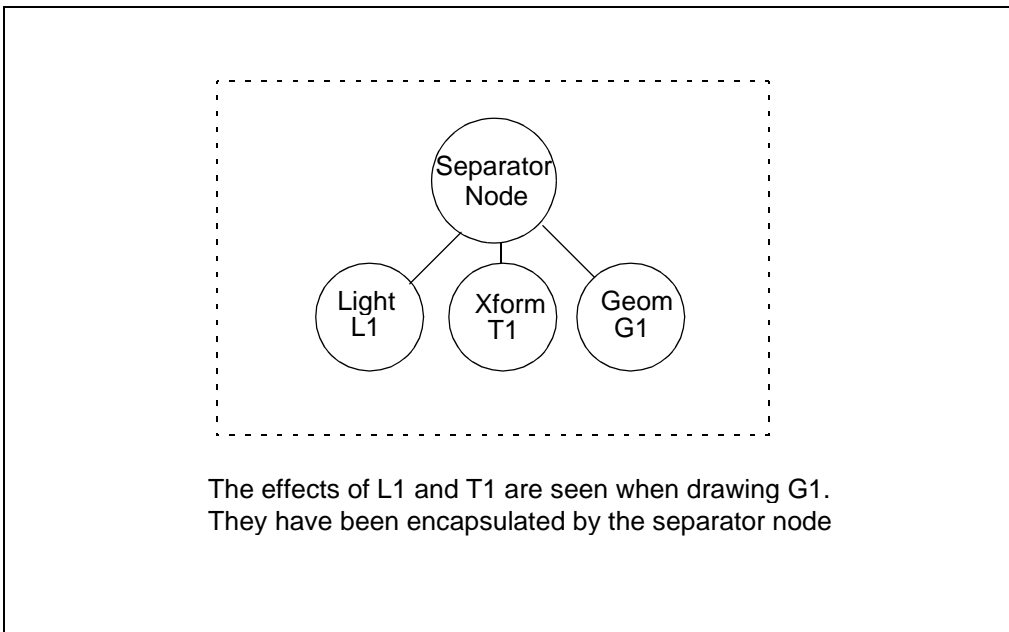 Separator
Node
Light
L1
Xform
T1
Geom
G1
The effects of L1 and T1 are seen when drawing G1.
They have been encapsulated by the separator node